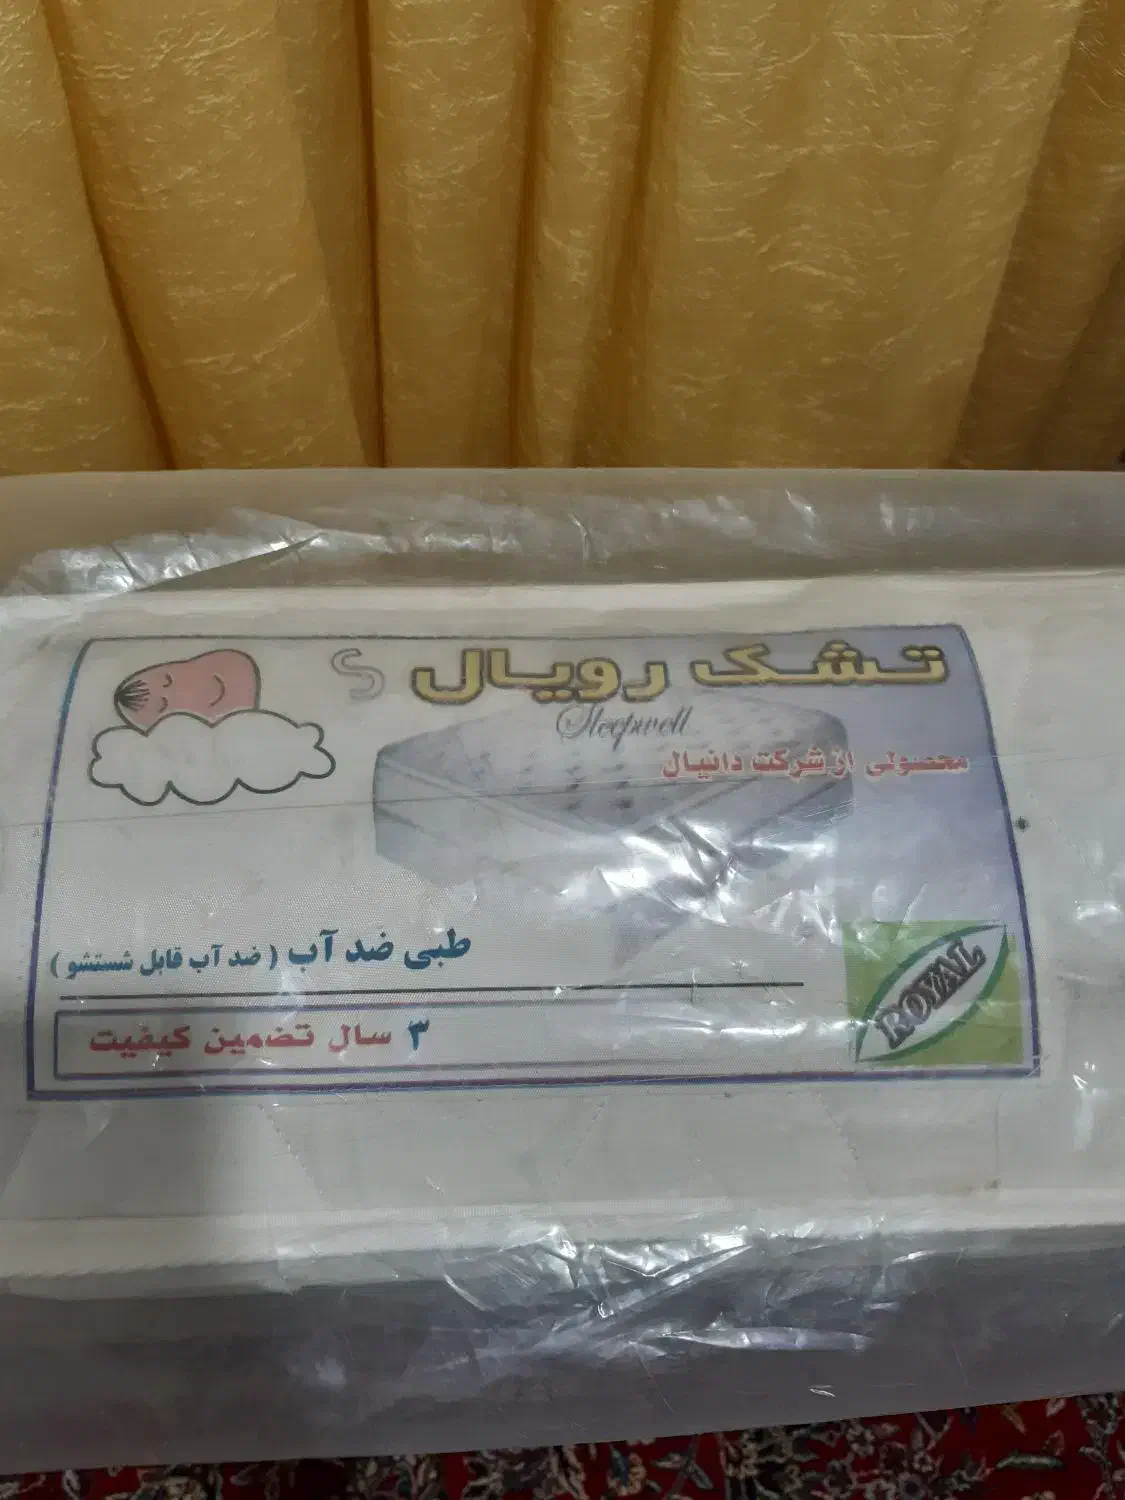 تشک رویال S
Sleepwell
محصولی از شرکت دانیال
طبی ضد آب ( ضد آب قابل شستشو )
۳ سال تضمین کیفیت
ROYAL